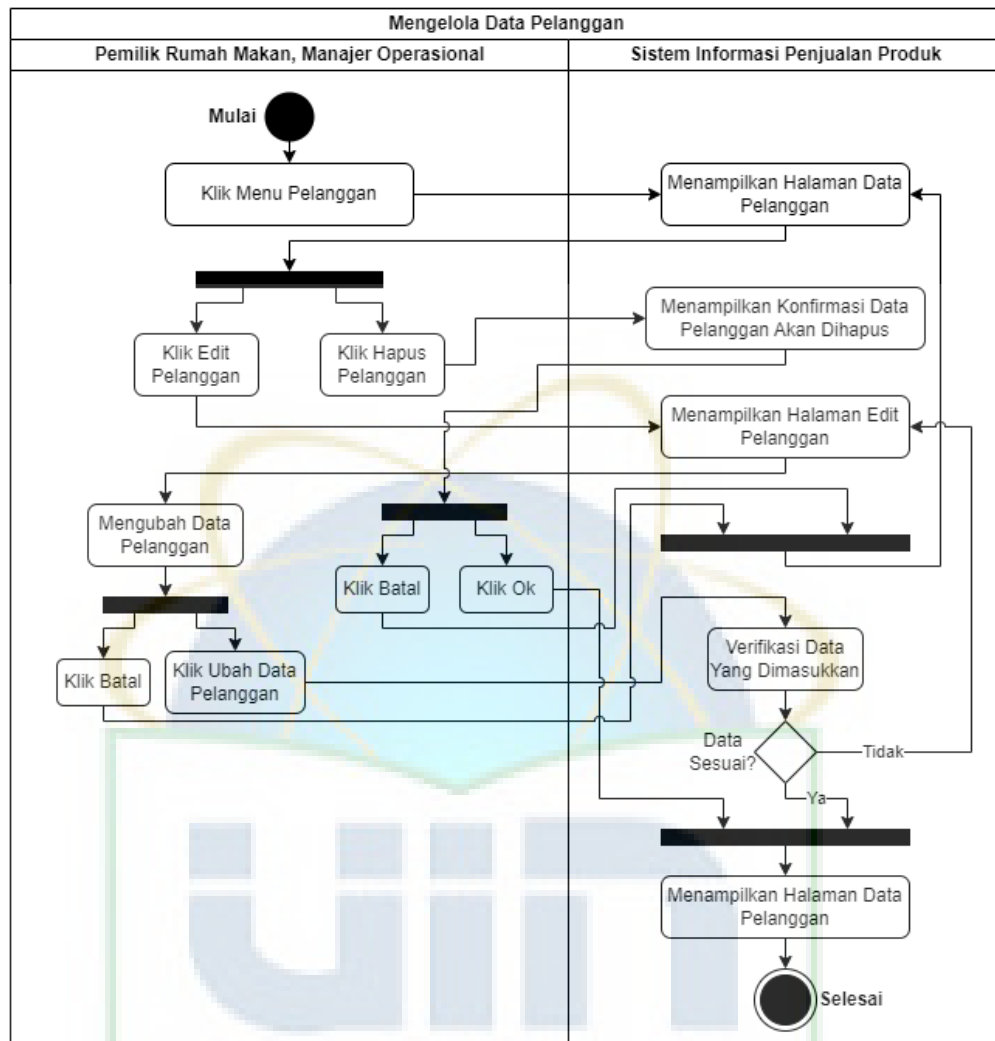 Mengelola Data Pelanggan
Pemilik Rumah Makan, Manajer Operasional
Sistem Informasi Penjualan Produk
Mulai
Klik Menu Pelanggan
Menampilkan Halaman Data
Pelanggan
Menampilkan Konfirmasi Data
Pelanggan Akan Dihapus
Klik Edit
Pelanggan
Klik Hapus
Pelanggan
Menampilkan Halaman Edit
Pelanggan
Mengubah Data
Pelanggan
Klik Batal
Klik Ok
Klik Batal
Klik Ubah Data
Pelanggan
Verifikasi Data
Yang Dimasukkan
Data
Sesuai?
Tidak
Ya
Menampilkan Halaman Data
Pelanggan
Selesai
uin